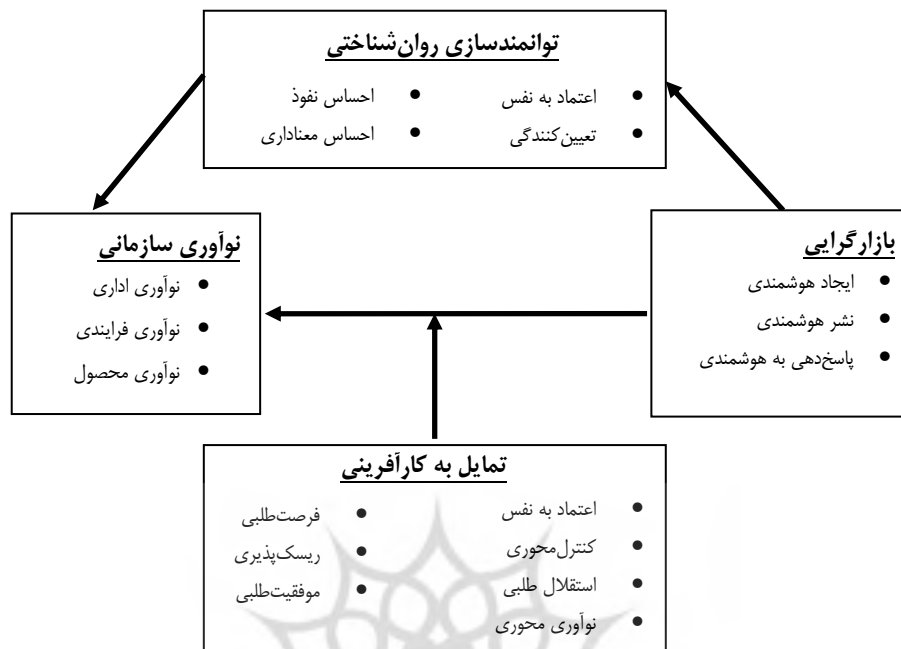 توانمندسازی روان‌شناختی
اعتماد به نفس
احساس نفوذ
تعیین‌کنندگی
احساس معناداری
بازارگرایی
ایجاد هوشمندی
نشر هوشمندی
پاسخ‌دهی به هوشمندی
نوآوری سازمانی
نوآوری اداری
نوآوری فرایندی
نوآوری محصول
تمایل به کارآفرینی
اعتماد به نفس
فرصت‌طلبی
کنترل‌محوری
ریسک‌پذیری
استقلال طلبی
موفقیت‌طلبی
نوآوری محوری